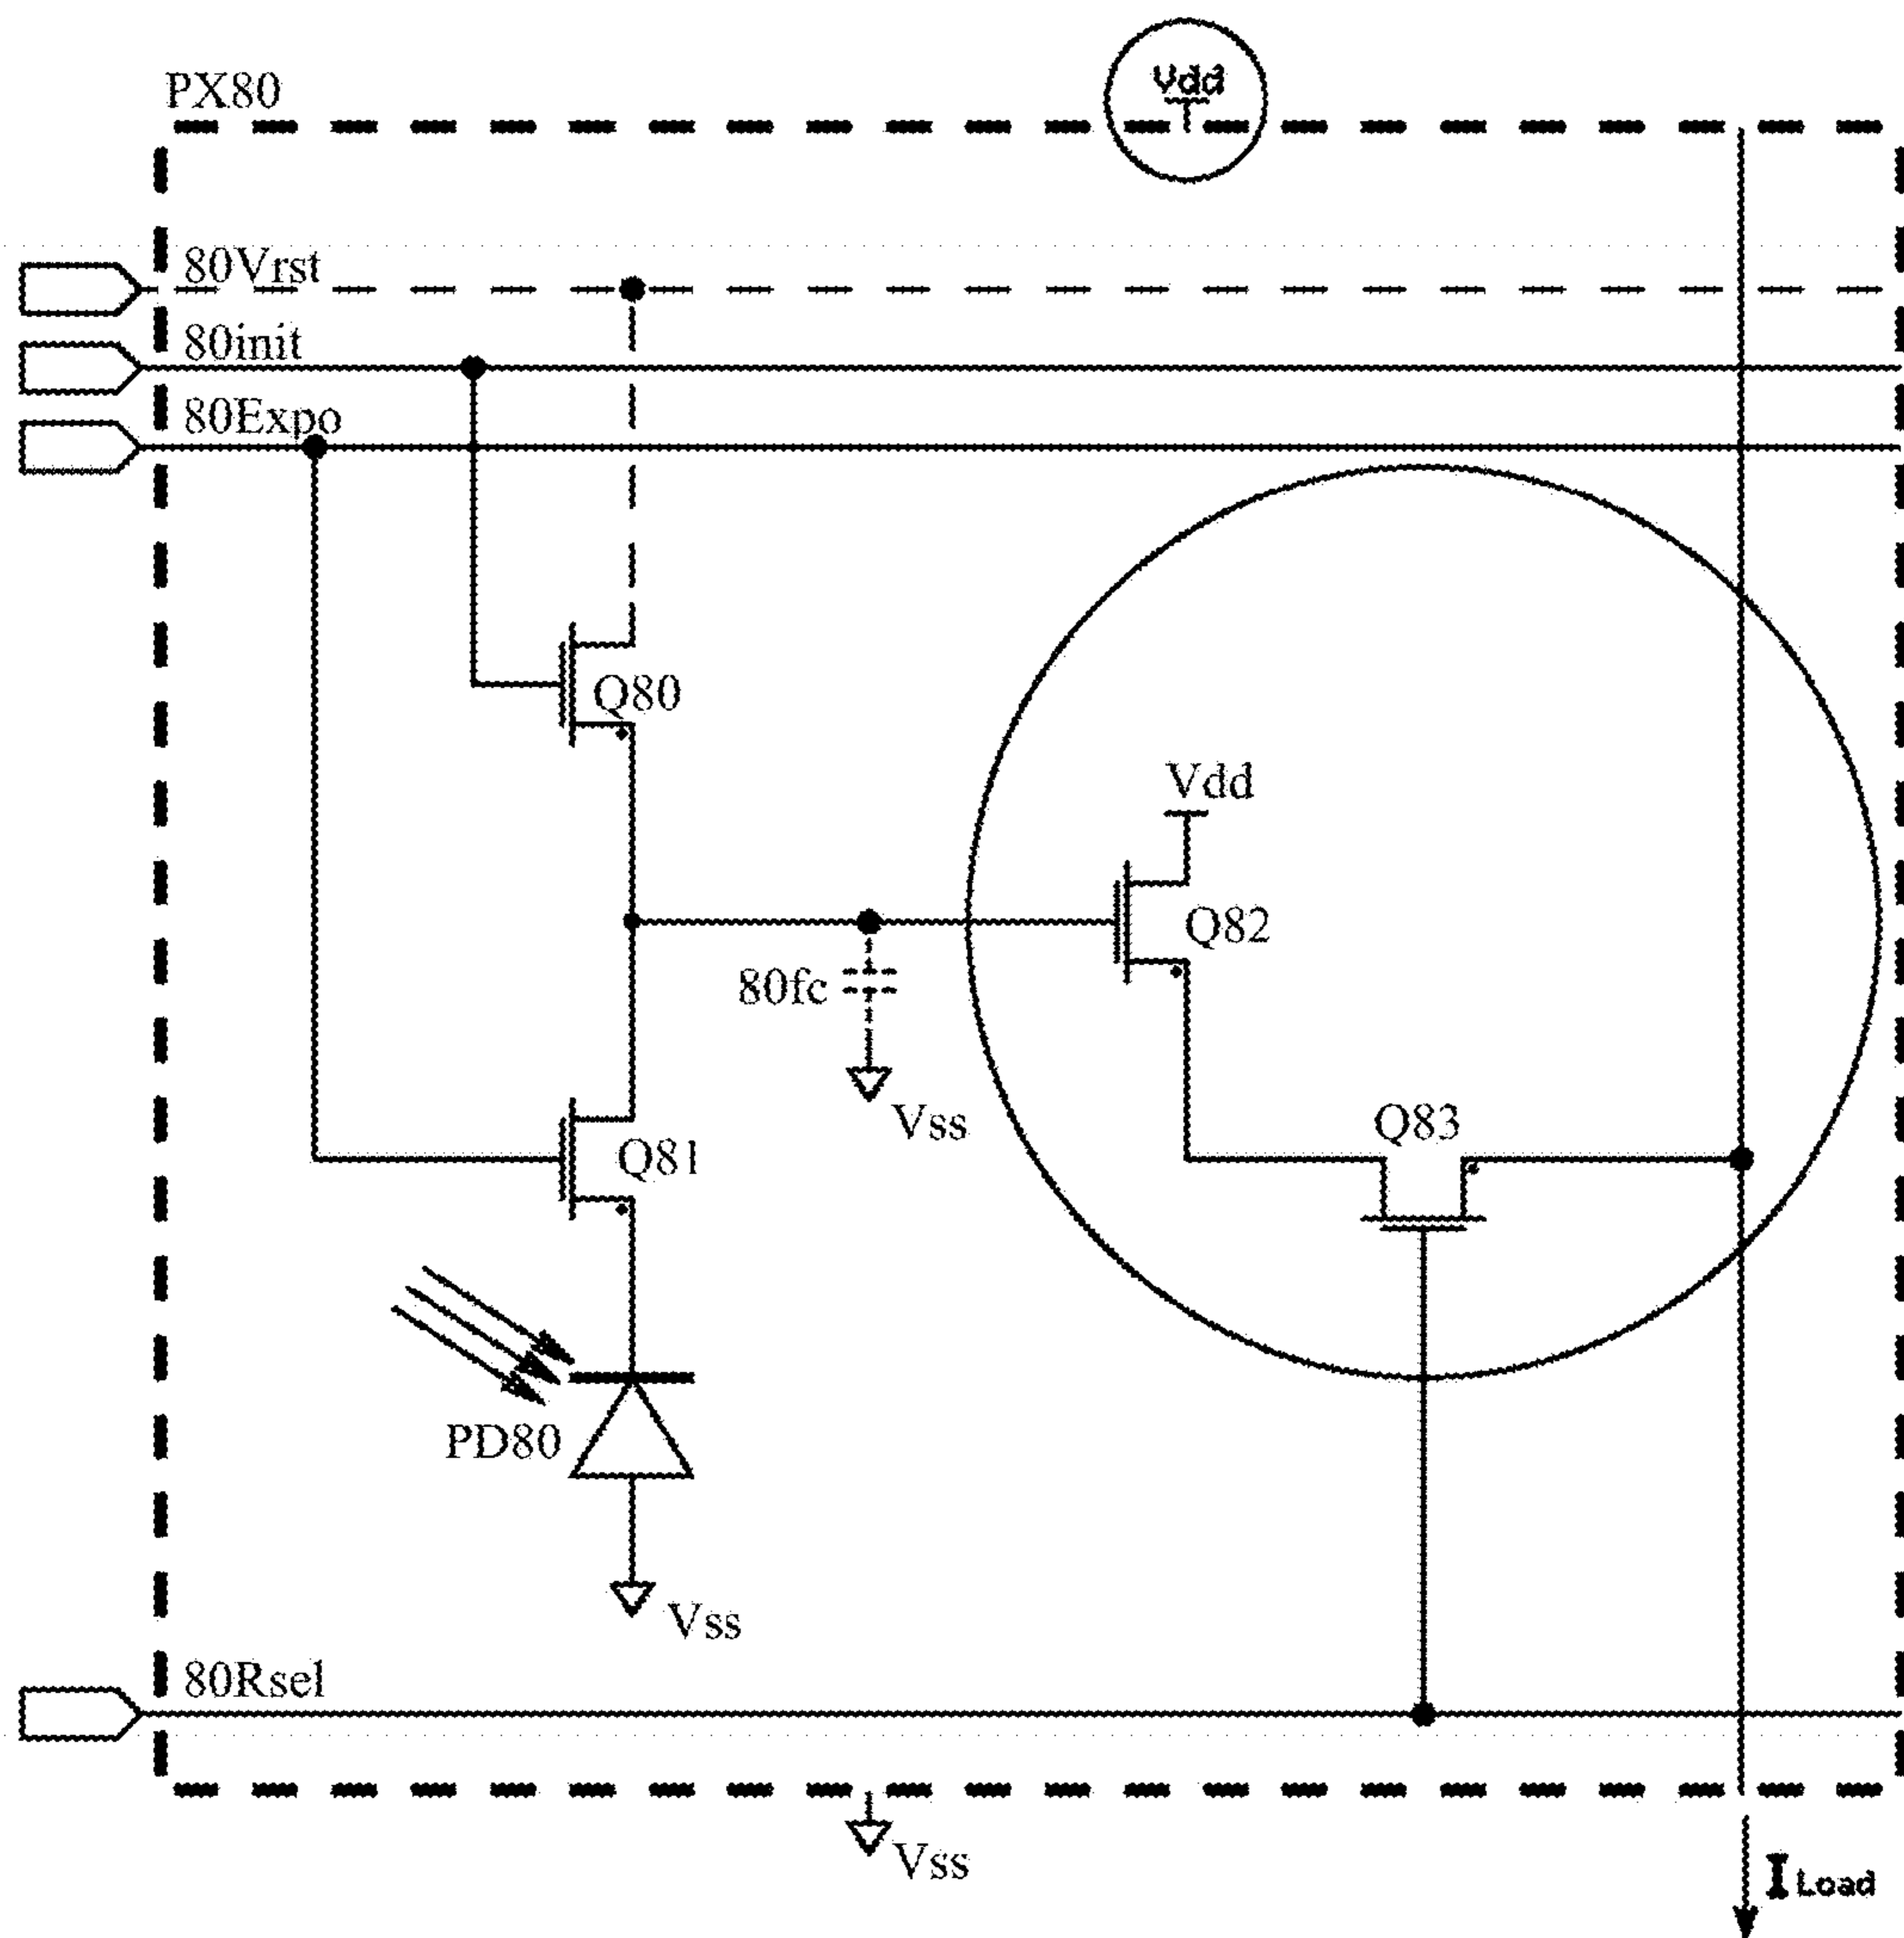 Vdd
PX80
80Vrst
80init
80Expo
Q80
Vdd
Q82
80fc
Vss
Q83
Q81
PD80
Vss
80Rsel
Vss
I Load